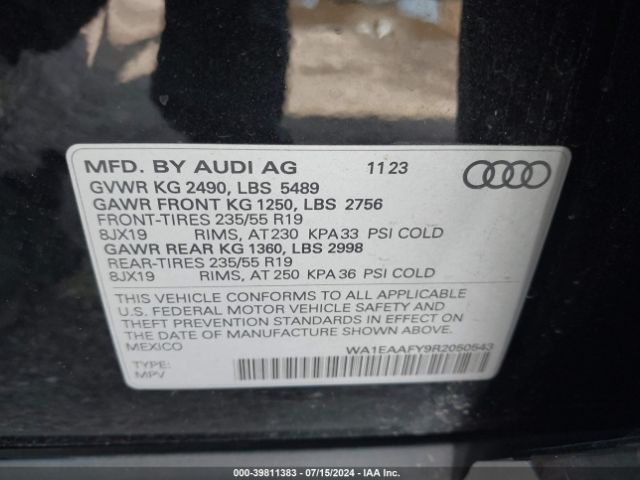 MFD. BY AUDI AG 11 23
GVWR KG 2490, LBS 5489
GAWR FRONT KG 1250, LBS 2756
FRONT-TIRES 235/55 R19
8JX19 RIMS, AT 230 KPA 33 PSI COLD
GAWR REAR KG 1360, LBS 2998
REAR-TIRES 235/55 R19
8JX19 RIMS, AT 250 KPA 36 PSI COLD
THIS VEHICLE CONFORMS TO ALL APPLICABLE
U.S. FEDERAL MOTOR VEHICLE SAFETY AND
THEFT PREVENTION STANDARDS IN EFFECT ON
THE DATE OF MANUFACTURE SHOWN ABOVE.
MEXICO WA1EAAFY9R2050543
TYPE:
MPV
000-39811383 / 07/15/2024 / IAAI.COM